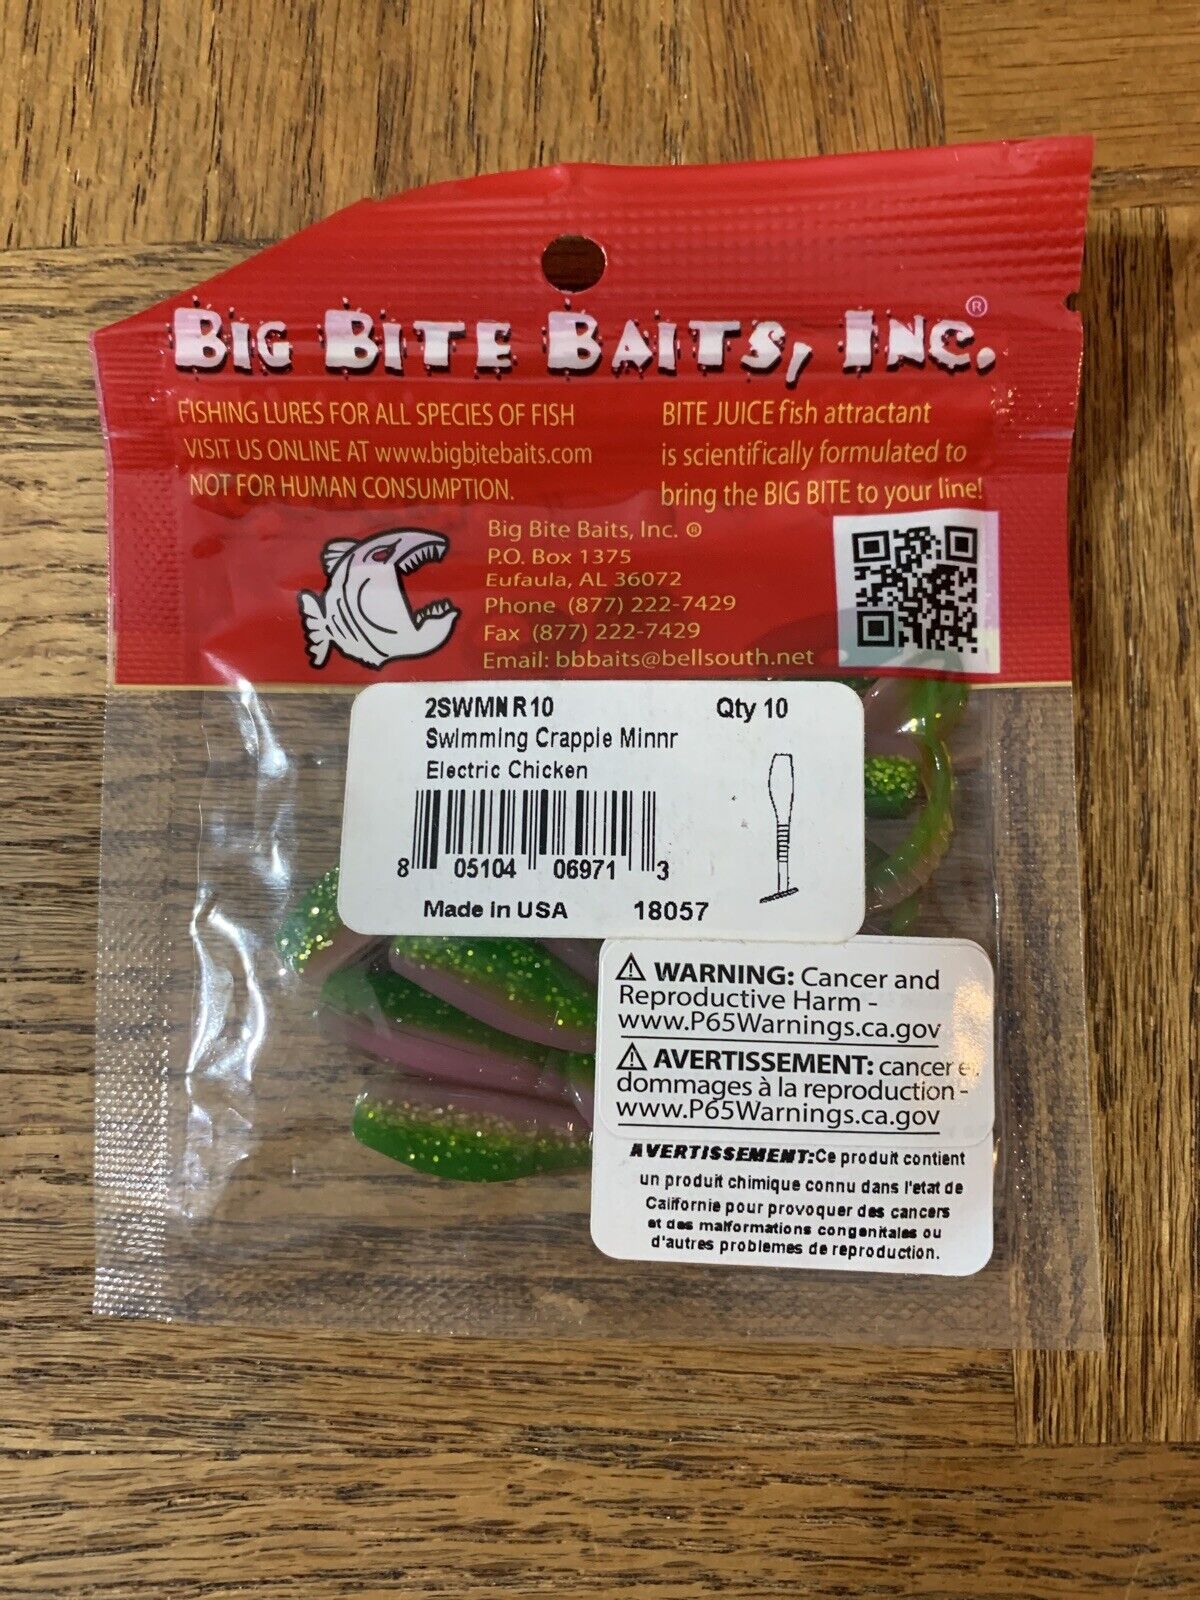 BIG BITE BAITS, INC.®
FISHING LURES FOR ALL SPECIES OF FISH
VISIT US ONLINE AT www.bigbitebaits.com
NOT FOR HUMAN CONSUMPTION.
BITE JUICE fish attractant
is scientifically formulated to
bring the BIG BITE to your line!
Big Bite Baits, Inc. ®
P.O. Box 1375
Eufaula, AL 36072
Phone (877) 222-7429
Fax (877) 222-7429
Email: bbbaits@bellsouth.net
2SWMNR10 Qty 10
Swimming Crappie Minnr
Electric Chicken
8 05104 06971 3
Made in USA 18057
⚠ WARNING: Cancer and
Reproductive Harm -
www.P65Warnings.ca.gov
⚠ AVERTISSEMENT: cancer et
dommages à la reproduction -
www.P65Warnings.ca.gov
AVERTISSEMENT:Ce produit contient
un produit chimique connu dans l'etat de
Californie pour provoquer des cancers
et des malformations congenitales ou
d'autres problemes de reproduction.